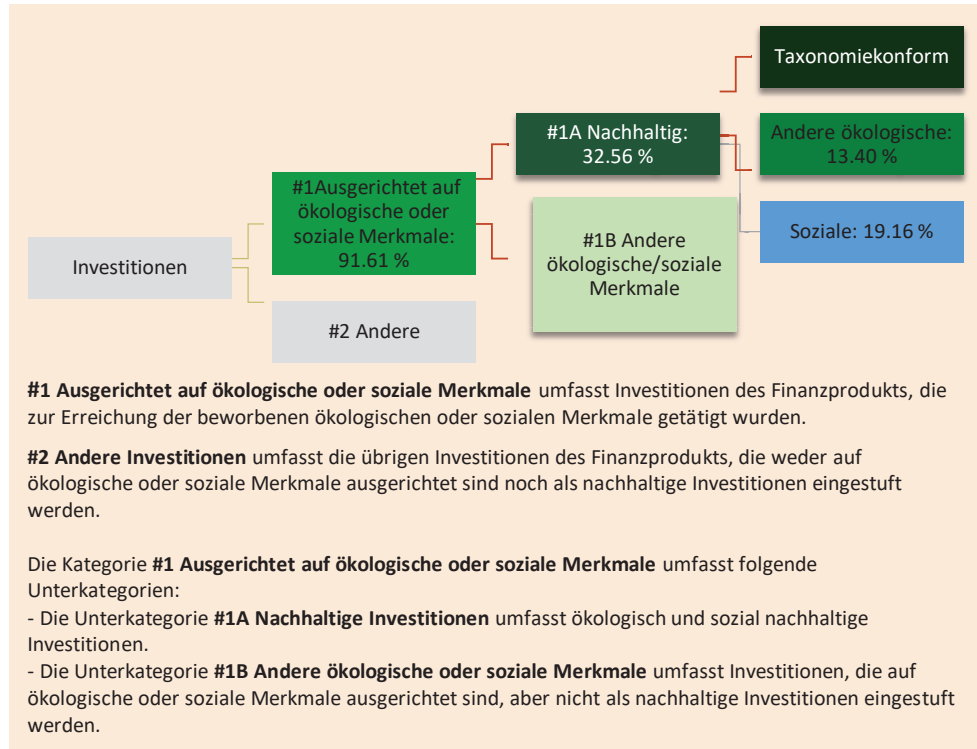 Taxonomiekonform
#1A Nachhaltig:
32.56 %
Andere ökologische:
13.40 %
#1Ausgerichtet auf
ökologische oder
soziale Merkmale:
91.61 %
#1B Andere
ökologische/soziale
Merkmale
Soziale: 19.16 %
Investitionen
#2 Andere
#1 Ausgerichtet auf ökologische oder soziale Merkmale umfasst Investitionen des Finanzprodukts, die
zur Erreichung der beworbenen ökologischen oder sozialen Merkmale getätigt wurden.
#2 Andere Investitionen umfasst die übrigen Investitionen des Finanzprodukts, die weder auf
ökologische oder soziale Merkmale ausgerichtet sind noch als nachhaltige Investitionen eingestuft
werden.
Die Kategorie #1 Ausgerichtet auf ökologische oder soziale Merkmale umfasst folgende
Unterkategorien:
- Die Unterkategorie #1A Nachhaltige Investitionen umfasst ökologisch und sozial nachhaltige
Investitionen.
- Die Unterkategorie #1B Andere ökologische oder soziale Merkmale umfasst Investitionen, die auf
ökologische oder soziale Merkmale ausgerichtet sind, aber nicht als nachhaltige Investitionen eingestuft
werden.